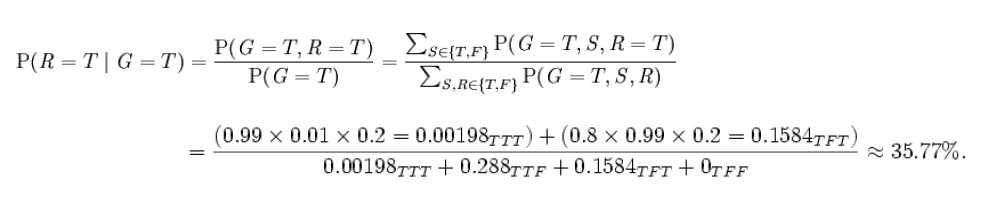 P(R = T | G = T) = P(G = T, R = T) / P(G = T) = ∑_{S∈{T,F}} P(G = T, S, R = T) / ∑_{S,R∈{T,F}} P(G = T, S, R)
= (0.99 × 0.01 × 0.2 = 0.00198_{TTT}) + (0.8 × 0.99 × 0.2 = 0.1584_{TFT}) / 0.00198_{TTT} + 0.288_{TTF} + 0.1584_{TFT} + 0_{TFF} ≈ 35.77%.